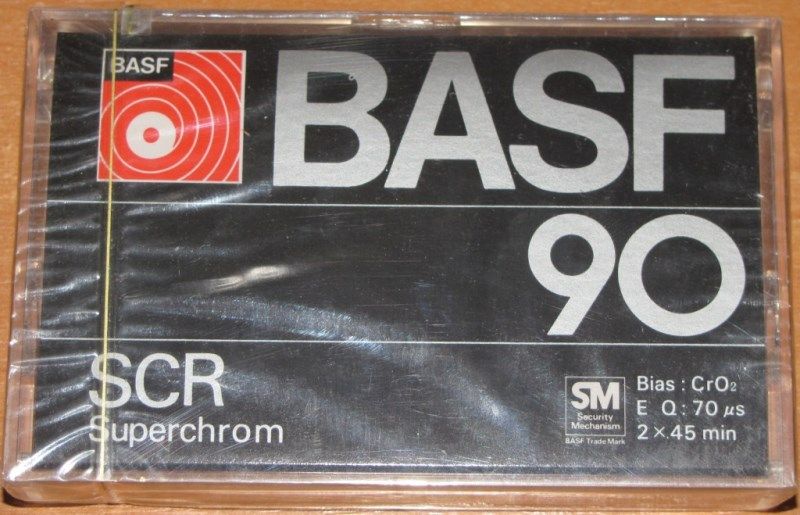 BASF
BASF
90
SCR
Superchrom
SM
Security
Mechanism
BASF Trade Mark
Bias : CrO₂
E Q : 70 µs
2 × 45 min